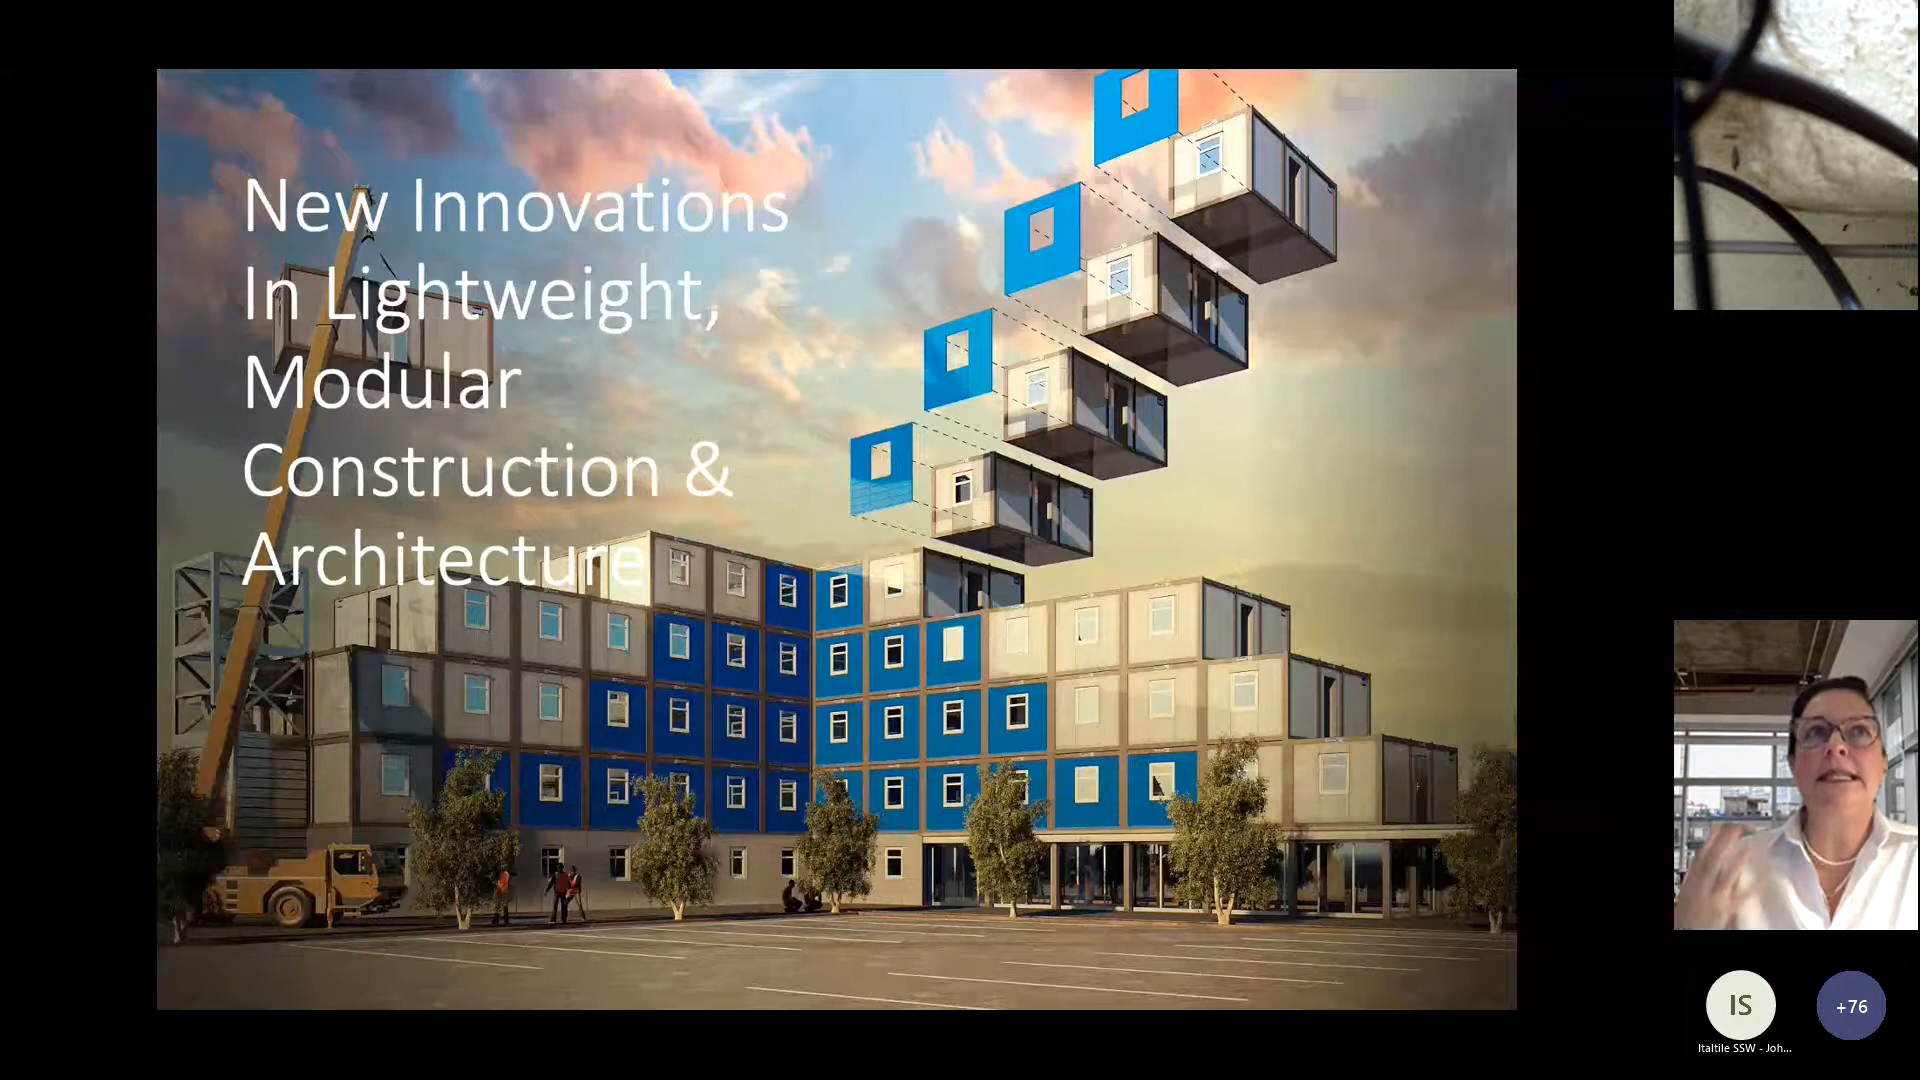 New Innovations
In Lightweight,
Modular
Construction &
Architecture
IS
+76
Italtile SSW - Joh...